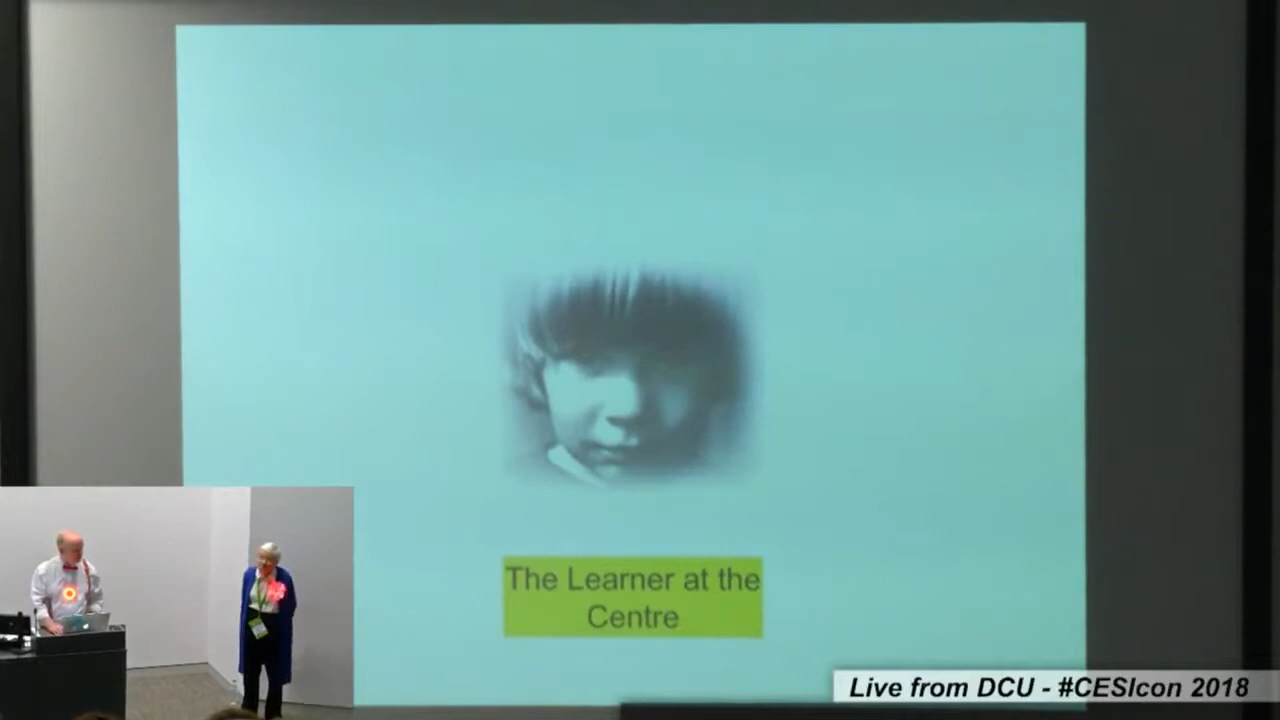 The Learner at the
Centre
Live from DCU - #CESIcon 2018